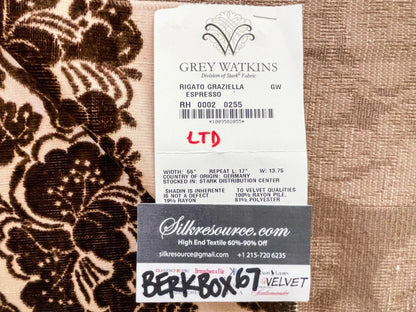 GREY WATKINS
Division of Stark Fabric
RIGATO GRAZIELLA GW
ESPRESSO
RH 0002 0255
LTD
WIDTH: 56" REPEAT L: 17" W: 13.75
COUNTRY OF ORIGIN: GERMANY
STOCKED IN: STARK DISTRIBUTION CENTER
SHADIN IS INHERENTE TO VELVET QUALITIES
IS NOT A DEFECT 100% RAYON PILE,
19% RAYON 81% POLYESTER
Silkresource.com
High End Textile 60%-90% Off
Silkresource@gmail.com +1 215-720 6235
BERKBOX67 VELVET